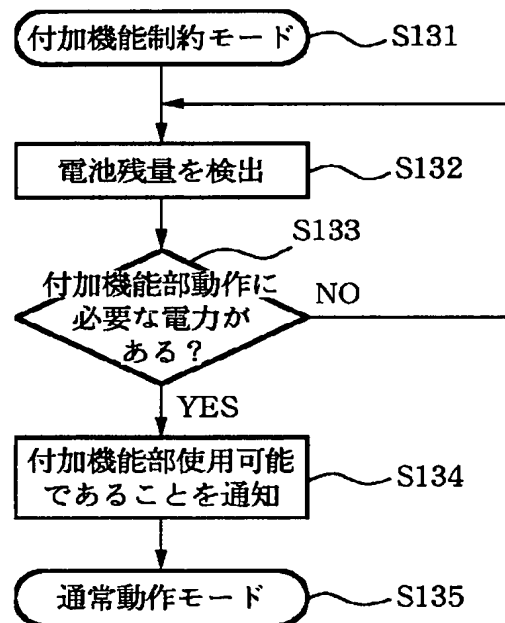 付加機能制約モード
S131
電池残量を検出
S132
S133
付加機能部動作に
必要な電力が
ある？
NO
YES
付加機能部使用可能
であることを通知
S134
通常動作モード
S135